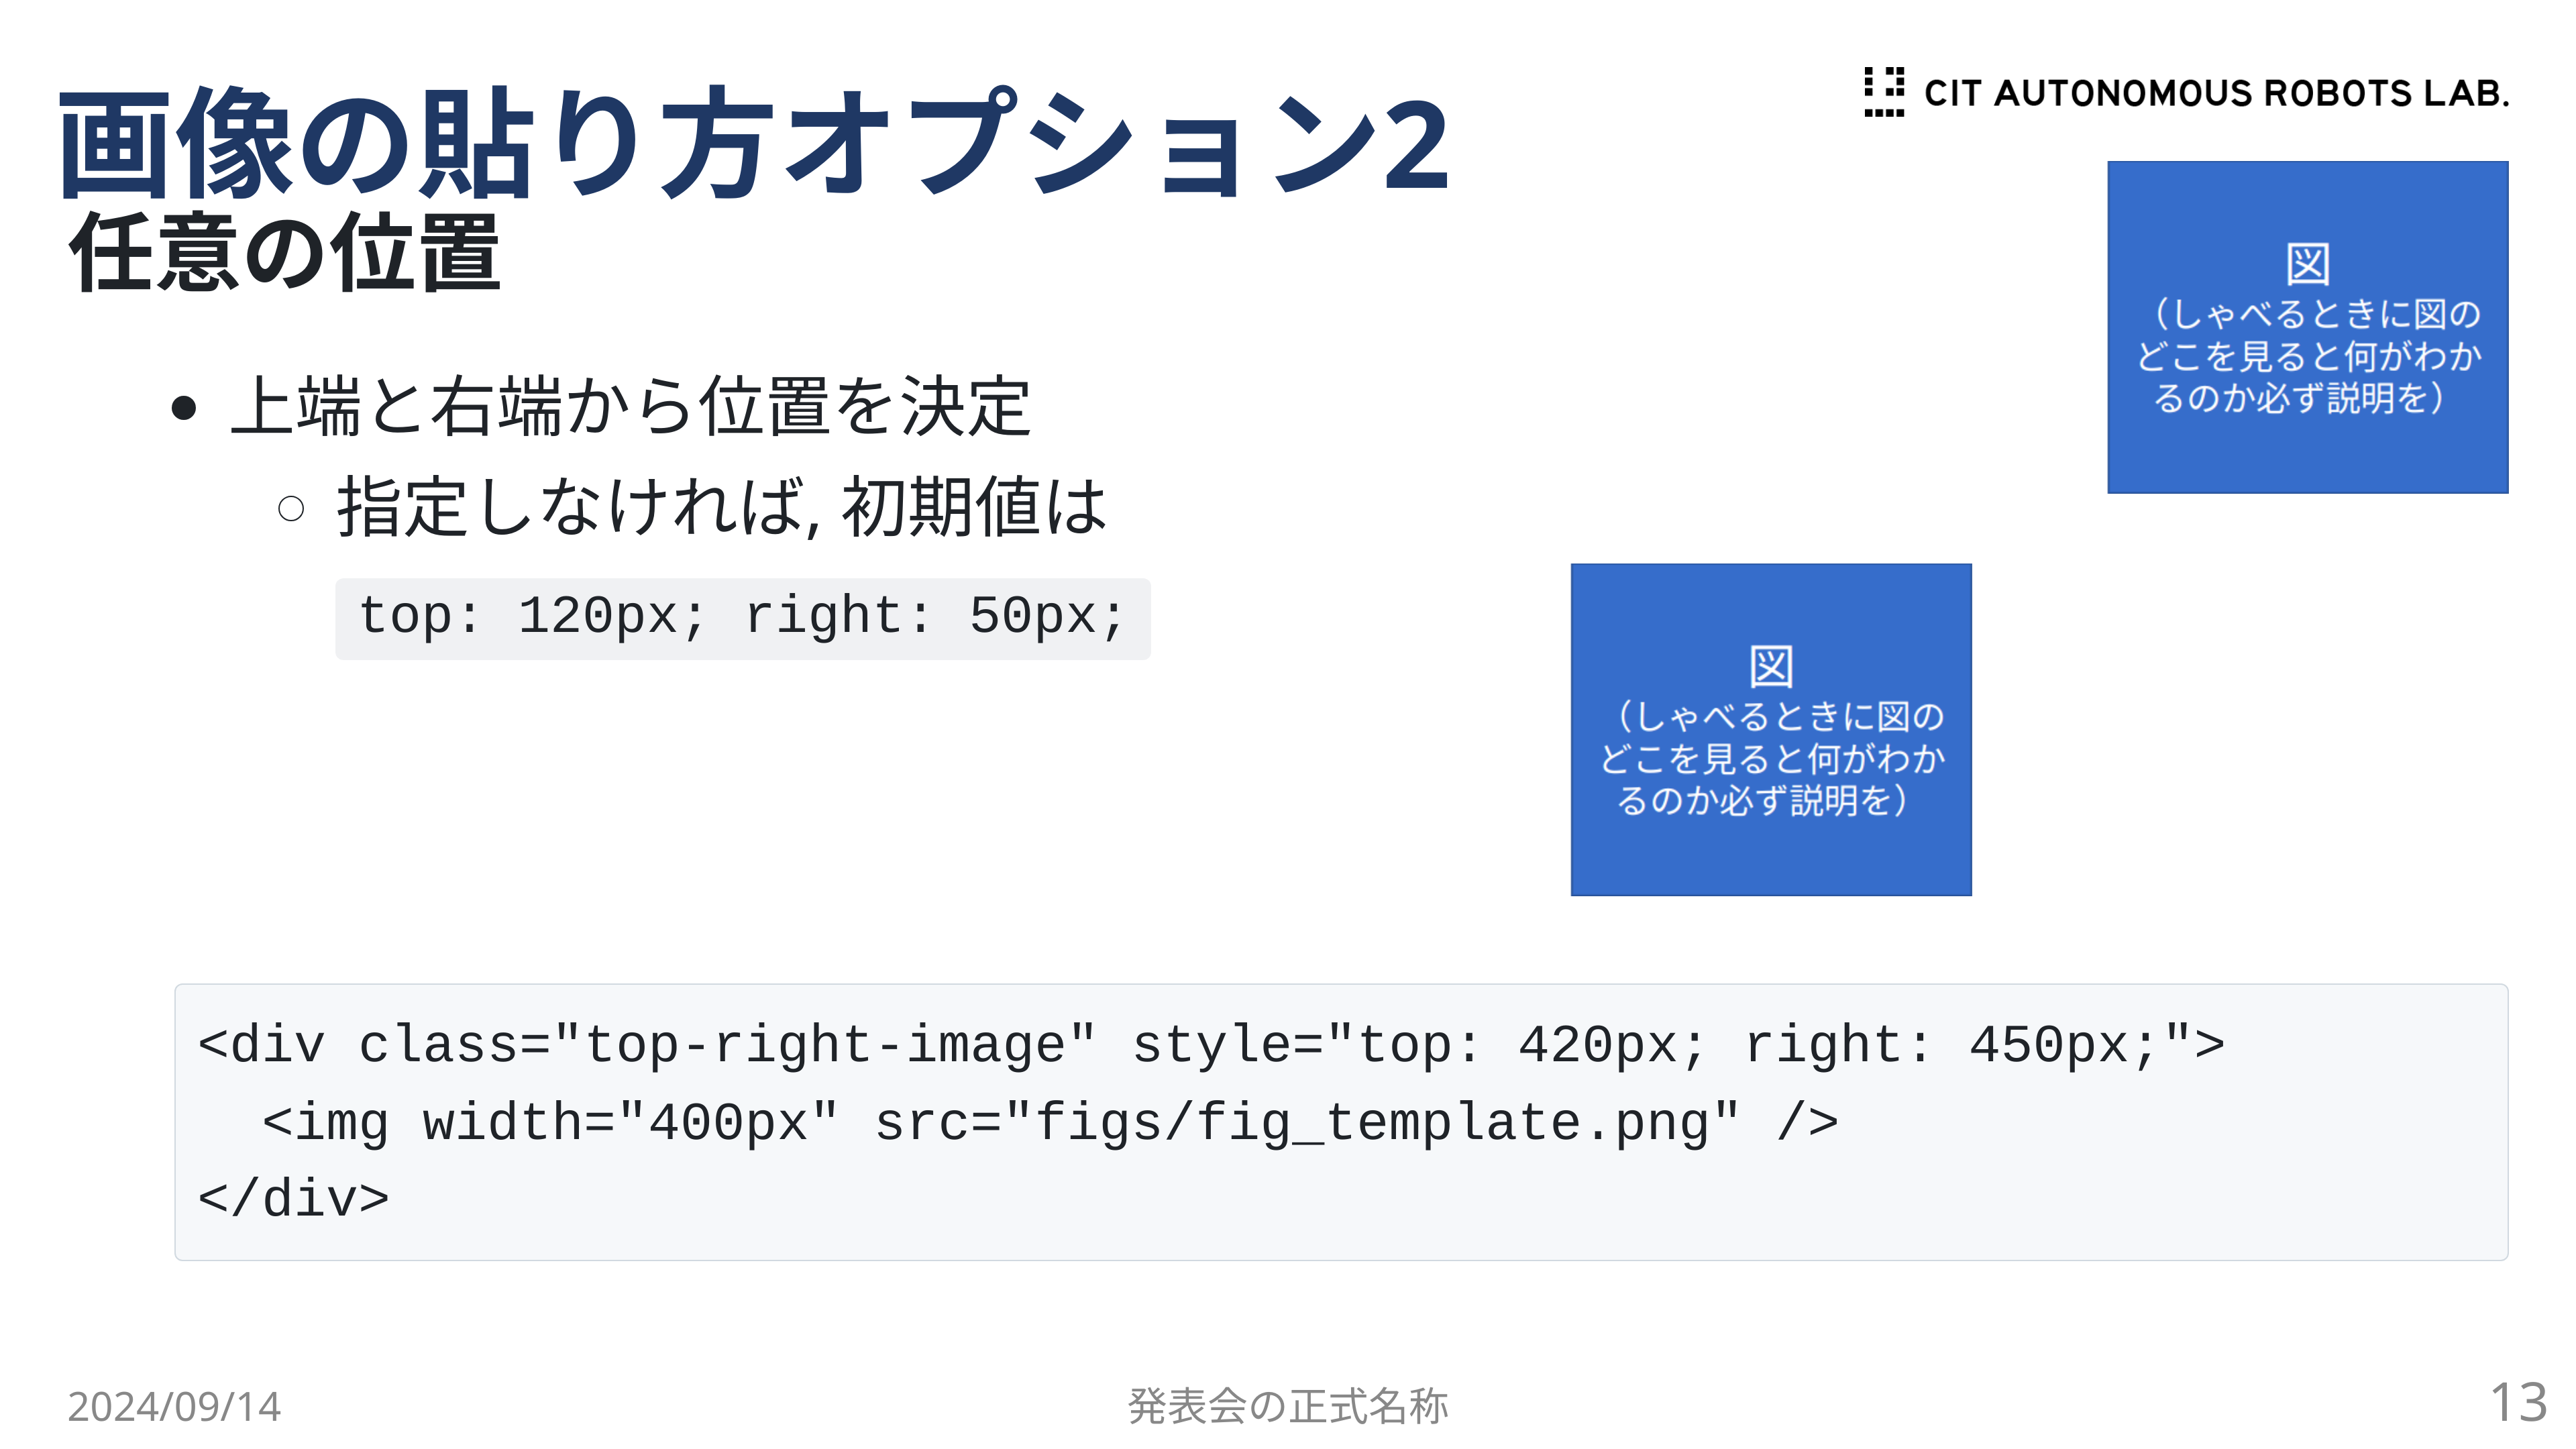 画像の貼り方オプション2
CIT AUTONOMOUS ROBOTS LAB.
任意の位置
図
（しゃべるときに図の
どこを見ると何がわか
るのか必ず説明を）
上端と右端から位置を決定
指定しなければ, 初期値は
top: 120px; right: 50px;
図
（しゃべるときに図の
どこを見ると何がわか
るのか必ず説明を）
<div class="top-right-image" style="top: 420px; right: 450px;">
  <img width="400px" src="figs/fig_template.png" />
</div>
2024/09/14
発表会の正式名称
13